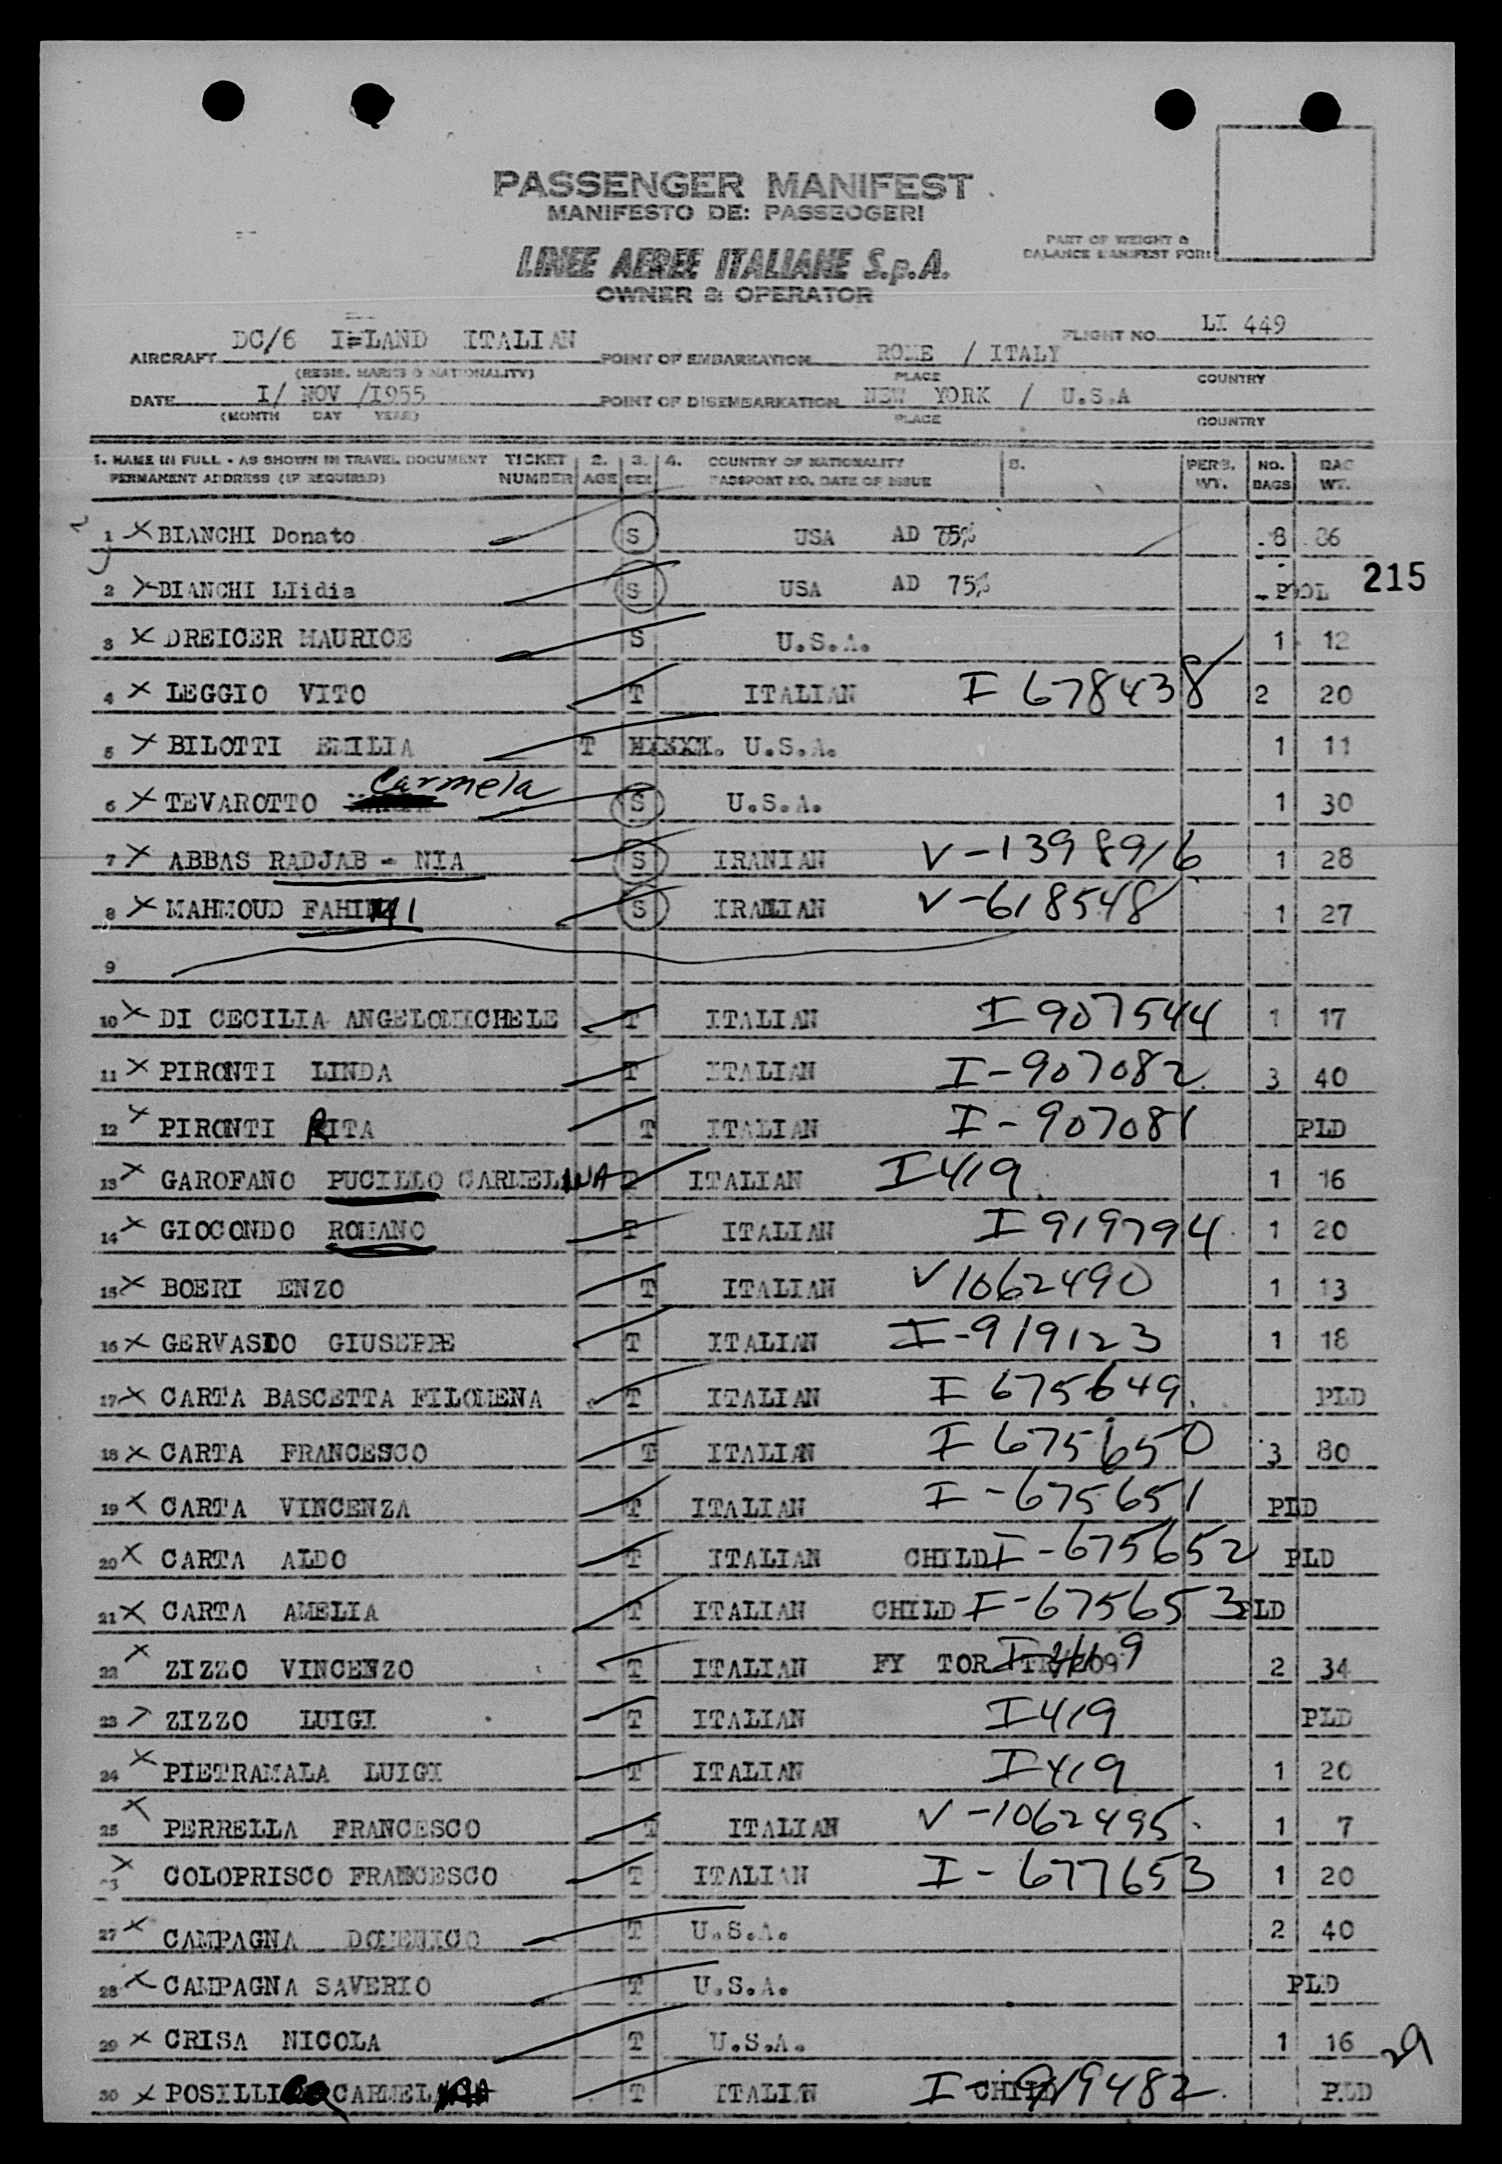 PASSENGER MANIFEST
MANIFESTO DE: PASSEOGERI
LINEE AEREE ITALIANE S.p.A.
OWNER & OPERATOR
PART OF WEIGHT &
BALANCE MANIFEST FOR:
AIRCRAFT DC/6 I=LAND ITALIAN FLIGHT NO. LI 449
(REGIS. MARKS & NATIONALITY)
POINT OF EMBARKATION ROME / ITALY
PLACE COUNTRY
DATE I/ NOV /1955 POINT OF DISEMBARKATION NEW YORK / U.S.A
(MONTH DAY YEAR) PLACE COUNTRY
1. NAME IN FULL - AS SHOWN IN TRAVEL DOCUMENT TICKET 2. 3. 4. COUNTRY OF NATIONALITY 5. PERS. NO. BAG
PERMANENT ADDRESS (IF REQUIRED) NUMBER AGE SEX PASSPORT NO. DATE OF ISSUE WT. BAGS WT.
1 X BIANCHI Donato S USA AD 75% 8 86
2 X BIANCHI LIidia S USA AD 75% POOL 215
3 X DREICER MAURICE S U.S.A. 1 12
4 X LEGGIO VITO T ITALIAN I 678438 2 20
5 X BILOTTI EMILIA T U.S.A. 1 11
6 X TEVAROTTO Carmela S U.S.A. 1 30
7 X ABBAS RADJAB - NIA S IRANIAN V-1398916 1 28
8 X MAHMOUD FAHIMI S IRANIAN V-618548 1 27
9
10 X DI CECILIA ANGELOMICHELE T ITALIAN I 907544 1 17
11 X PIRONTI LINDA T ITALIAN I-907082 3 40
12 X PIRONTI RITA T ITALIAN I-907081 PLD
13 X GAROFANO PUCILLO CARMELINA T ITALIAN I419 1 16
14 X GIOCONDO ROMANO T ITALIAN I 919794 1 20
15 X BOERI ENZO T ITALIAN V1062490 1 13
16 X GERVASIO GIUSEPPE T ITALIAN I-919123 1 18
17 X CARTA BASCETTA FILOMENA T ITALIAN I 675649 PLD
18 X CARTA FRANCESCO T ITALIAN I 675650 3 80
19 X CARTA VINCENZA T ITALIAN I-675651 PLD
20 X CARTA ALDO T ITALIAN CHILD I-675652 PLD
21 X CARTA AMELIA T ITALIAN CHILD I-675653 PLD
22 X ZIZZO VINCENZO T ITALIAN FY TOR I419 2 34
23 ZIZZO LUIGI T ITALIAN I419 PLD
24 X PIETRAMALA LUIGI T ITALIAN I419 1 20
25 X PERRELLA FRANCESCO T ITALIAN V-1062495 1 7
X COLOPRISCO FRANCESCO T ITALIAN I-677653 1 20
27 X CAMPAGNA DOMENICO T U.S.A. 2 40
28 X CAMPAGNA SAVERIO T U.S.A. PLD
29 X CRISA NICOLA T U.S.A. 1 16
29
30 X POSILLICO CARMELA T ITALIAN I-919482 PLD